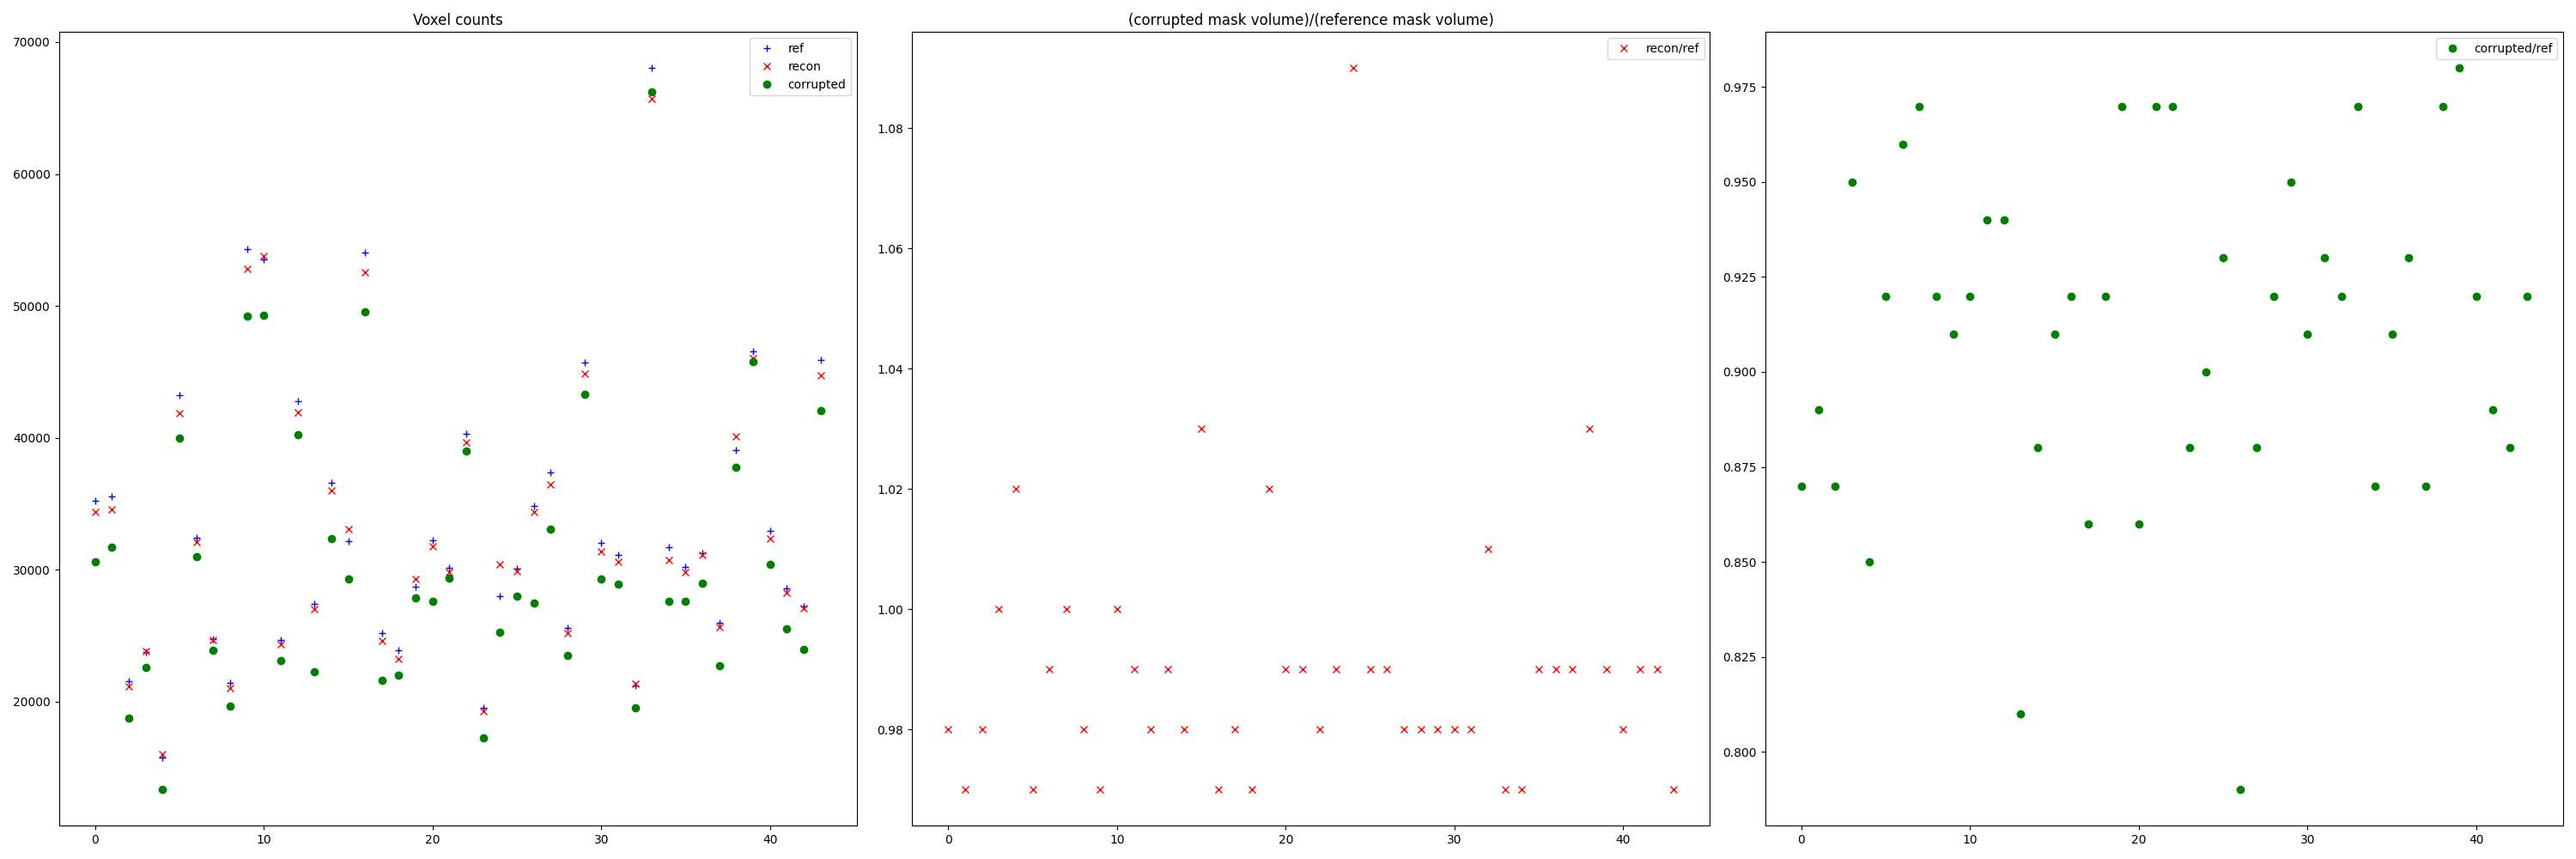 Voxel counts
70000
60000
50000
40000
30000
20000
0 10 20 30 40
ref
recon
corrupted
(corrupted mask volume)/(reference mask volume)
1.08
1.06
1.04
1.02
1.00
0.98
0 10 20 30 40
recon/ref
0.975
0.950
0.925
0.900
0.875
0.850
0.825
0.800
0 10 20 30 40
corrupted/ref